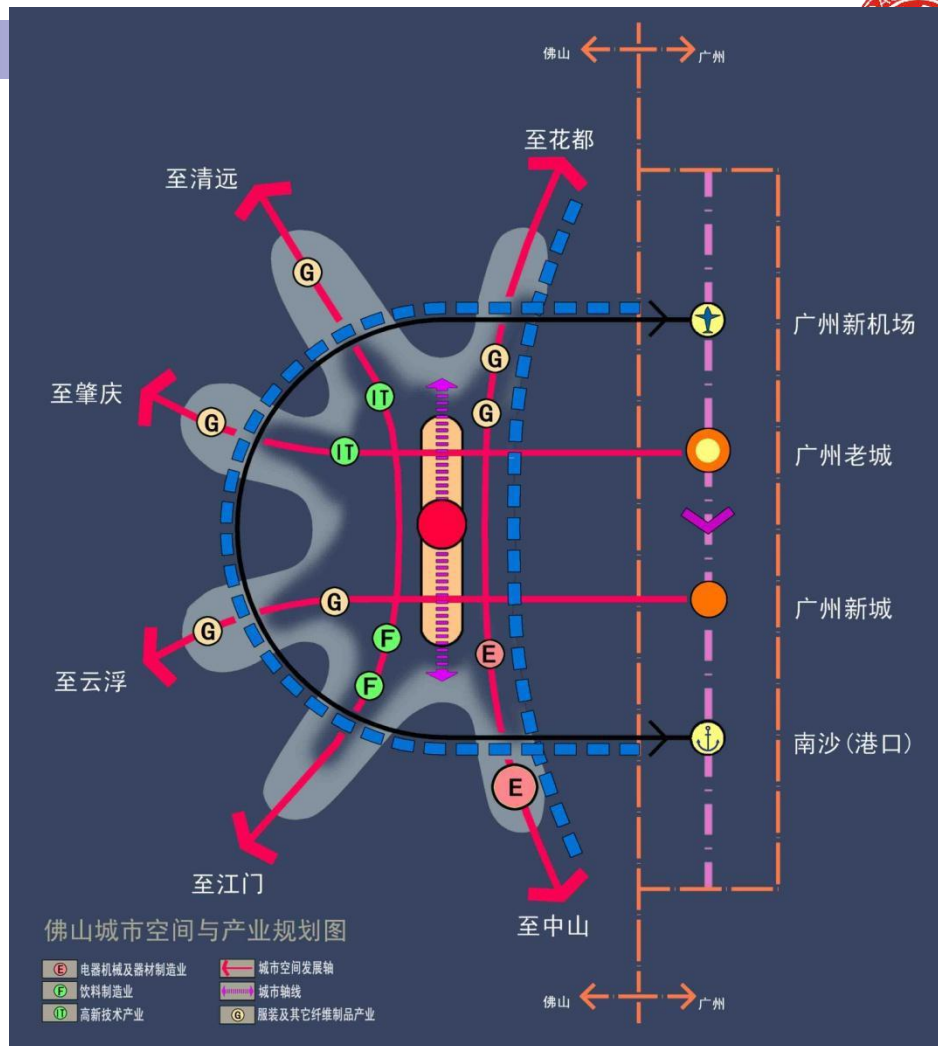 佛山 广州
至花都
至清远
G
广州新机场
G
至肇庆
IT
G
G
IT
广州老城
G
广州新城
G
F
E
至云浮
F
南沙(港口)
E
至江门
至中山
佛山城市空间与产业规划图
E 电器机械及器材制造业 城市空间发展轴
F 饮料制造业 城市轴线
IT 高新技术产业 G 服装及其它纤维制品产业
佛山 广州